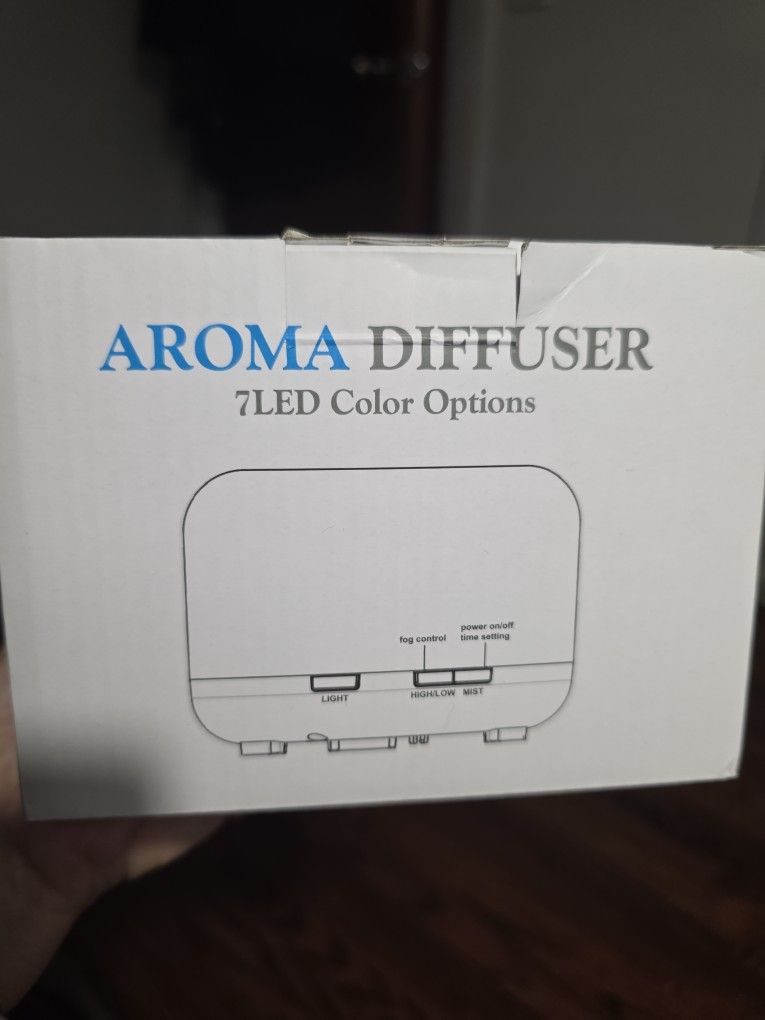 AROMA DIFFUSER
7LED Color Options
power on/off
fog control time setting
LIGHT HIGH/LOW MIST